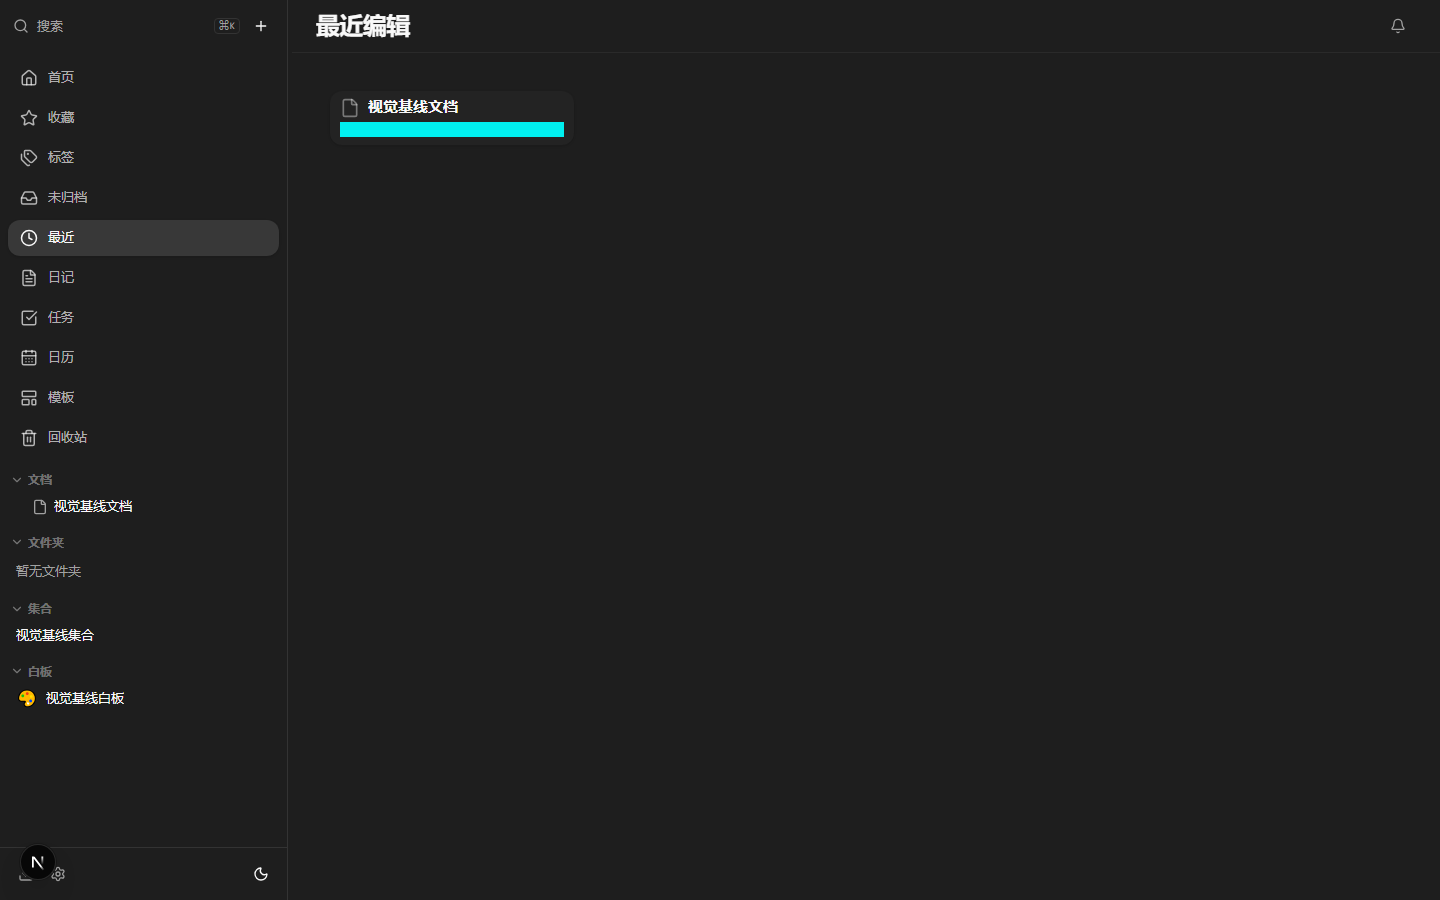 搜索
⌘K
首页
收藏
标签
未归档
最近
日记
任务
日历
模板
回收站
文档
视觉基线文档
文件夹
暂无文件夹
集合
视觉基线集合
白板
视觉基线白板
N
最近编辑
视觉基线文档